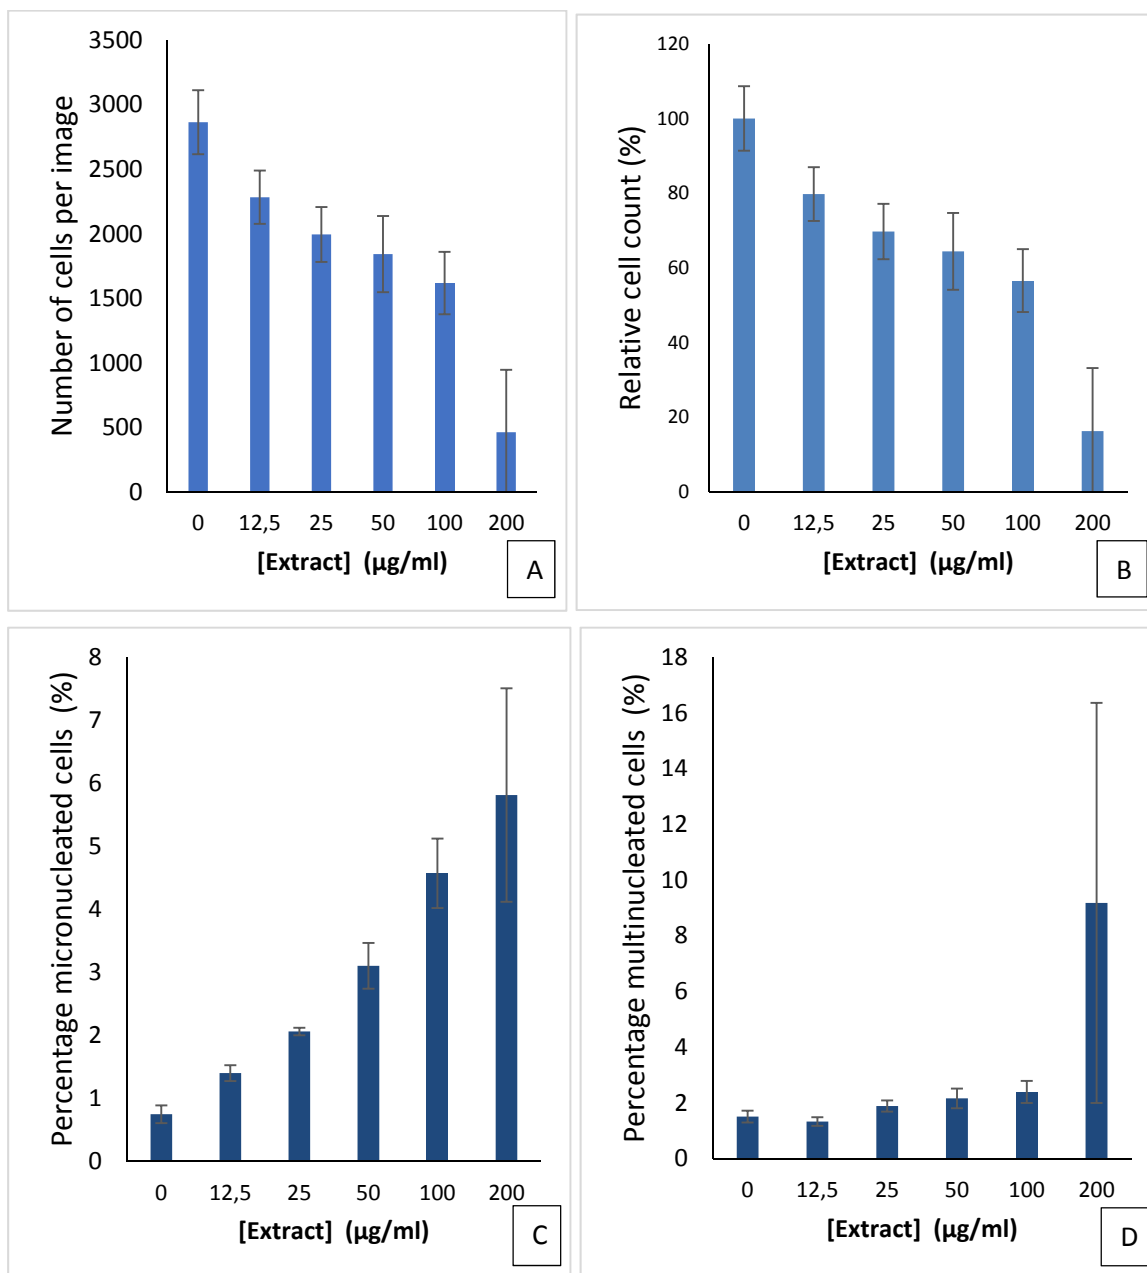 Number of cells per image
3500
3000
2500
2000
1500
1000
500
0
0 12,5 25 50 100 200
[Extract] (µg/ml)
A
Relative cell count (%)
120
100
80
60
40
20
0
0 12,5 25 50 100 200
[Extract] (µg/ml)
B
Percentage micronucleated cells (%)
8
7
6
5
4
3
2
1
0
0 12,5 25 50 100 200
[Extract] (µg/ml)
C
Percentage multinucleated cells (%)
18
16
14
12
10
8
6
4
2
0
0 12,5 25 50 100 200
[Extract] (µg/ml)
D